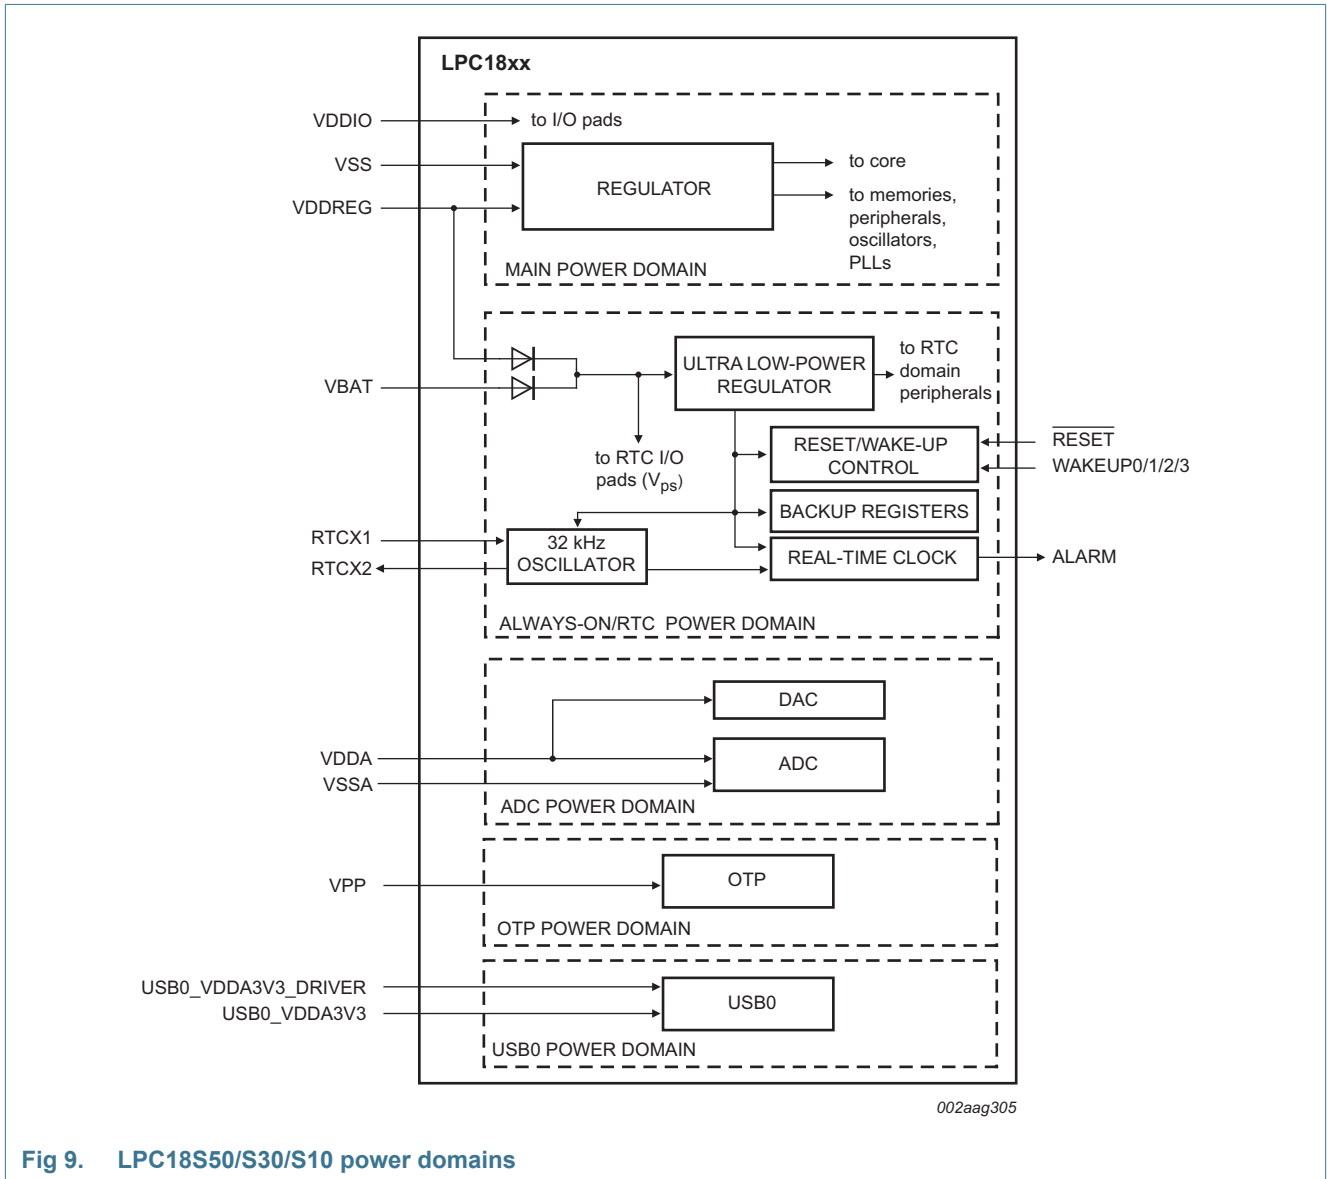 LPC18xx
VDDIO
to I/O pads
VSS
VDDREG
REGULATOR
to core
to memories,
peripherals,
oscillators,
PLLs
MAIN POWER DOMAIN
VBAT
ULTRA LOW-POWER
REGULATOR
to RTC
domain
peripherals
to RTC I/O
pads (Vps)
RESET/WAKE-UP
CONTROL
RESET
WAKEUP0/1/2/3
BACKUP REGISTERS
RTCX1
RTCX2
32 kHz
OSCILLATOR
REAL-TIME CLOCK
ALARM
ALWAYS-ON/RTC POWER DOMAIN
DAC
VDDA
VSSA
ADC
ADC POWER DOMAIN
VPP
OTP
OTP POWER DOMAIN
USB0_VDDA3V3_DRIVER
USB0_VDDA3V3
USB0
USB0 POWER DOMAIN
002aag305
Fig 9. LPC18S50/S30/S10 power domains